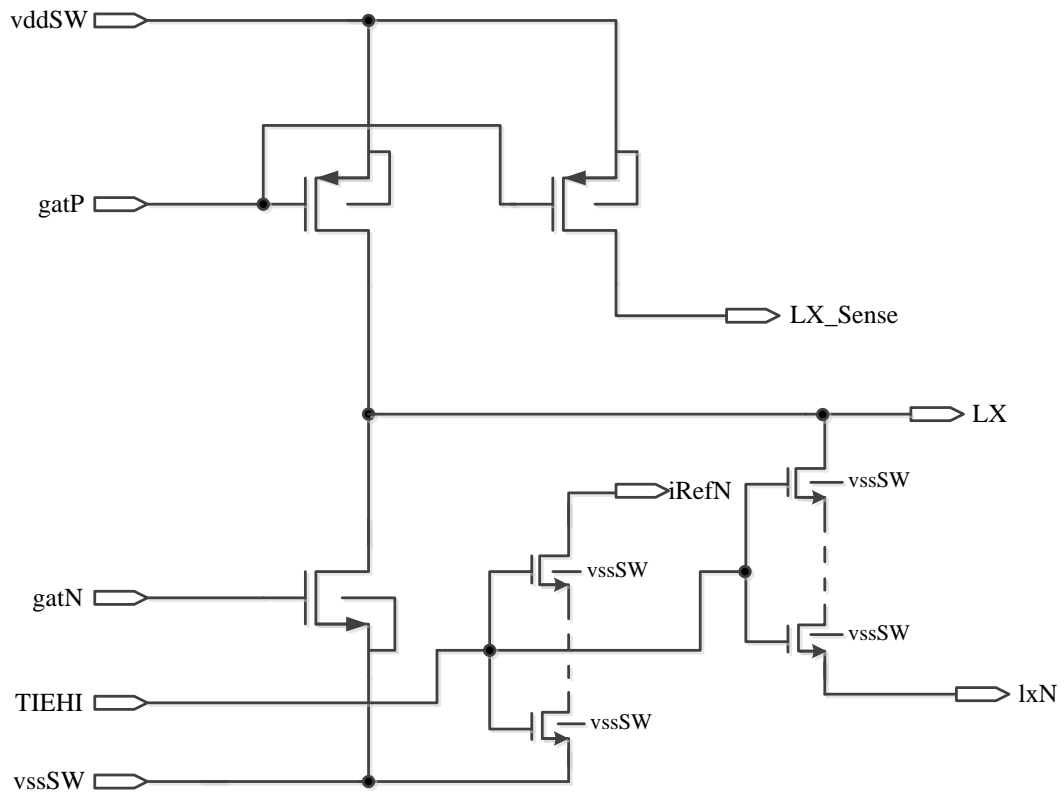 vddSW
gatP
LX_Sense
LX
vssSW
iRefN
vssSW
gatN
vssSW
TIEHI
lxN
vssSW
vssSW